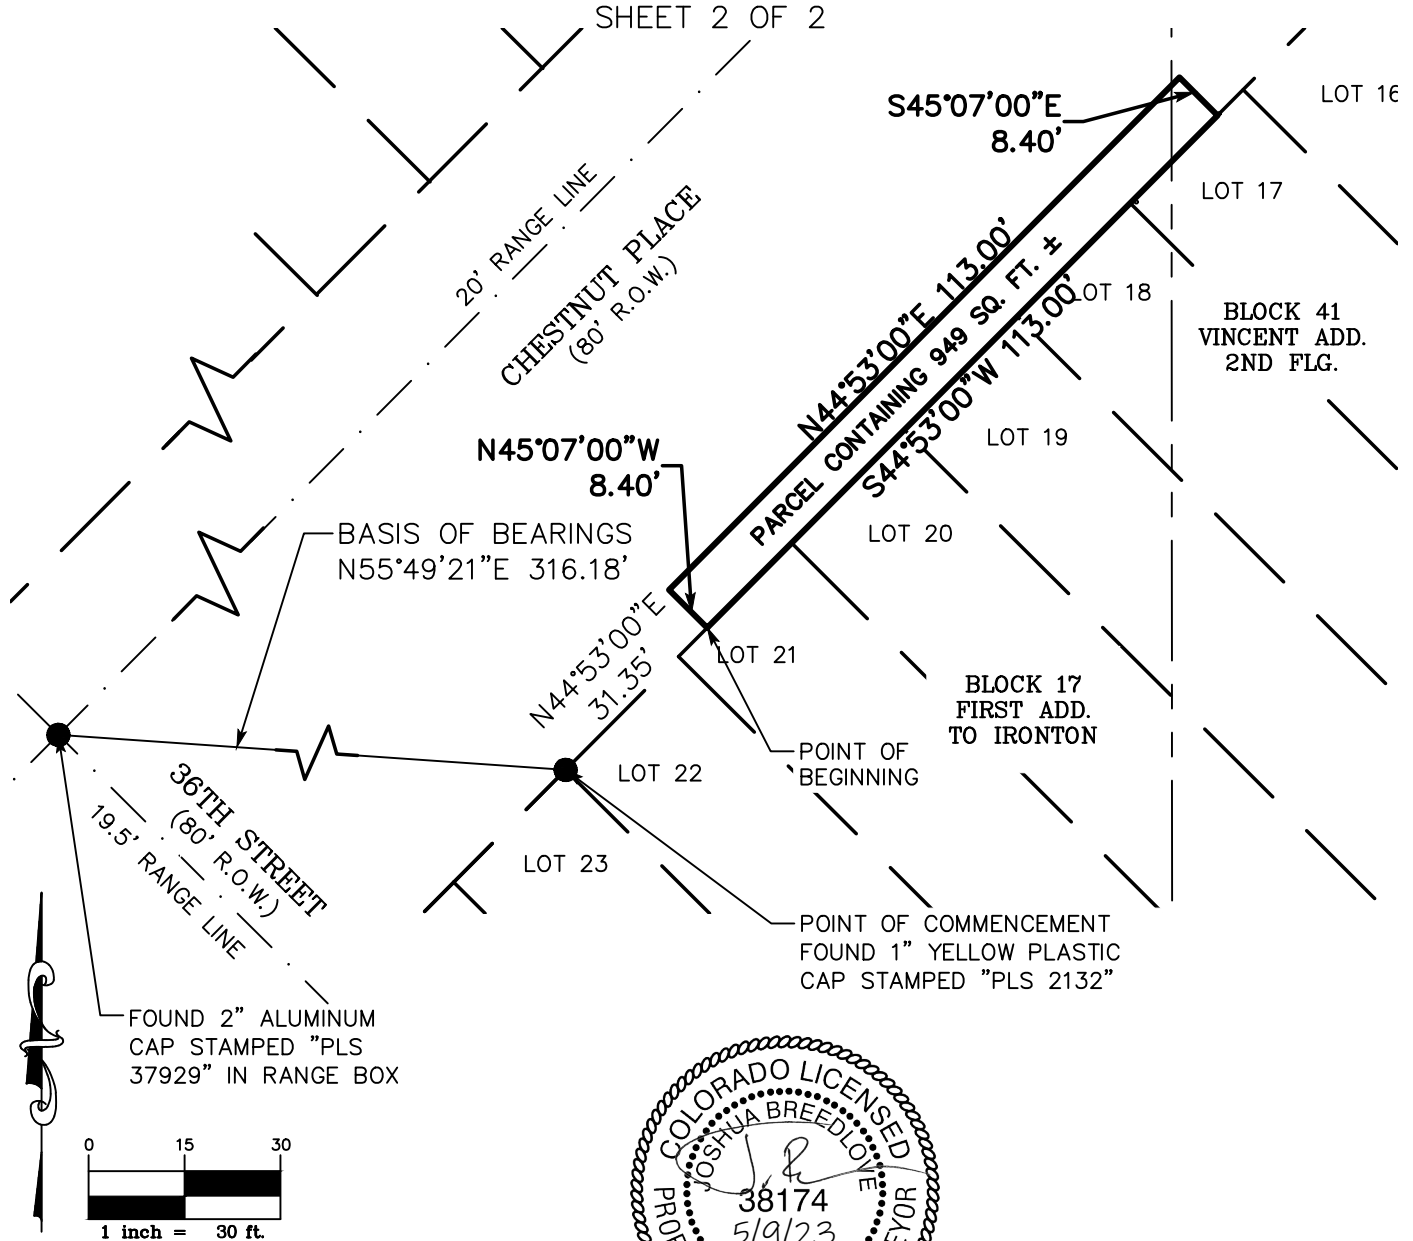 SHEET 2 OF 2
S45°07'00"E
8.40'
LOT 16
LOT 17
LOT 18
BLOCK 41
VINCENT ADD.
2ND FLG.
20' RANGE LINE
CHESTNUT PLACE
(80' R.O.W.)
N44°53'00"E 113.00'
PARCEL CONTAINING 949 SQ. FT. ±
S44°53'00"W 113.00'
LOT 19
N45°07'00"W
8.40'
LOT 20
BASIS OF BEARINGS
N55°49'21"E 316.18'
N44°53'00"E
31.35'
LOT 21
BLOCK 17
FIRST ADD.
TO IRONTON
POINT OF
BEGINNING
LOT 22
36TH STREET
(80' R.O.W.)
19.5' RANGE LINE
LOT 23
POINT OF COMMENCEMENT
FOUND 1" YELLOW PLASTIC
CAP STAMPED "PLS 2132"
FOUND 2" ALUMINUM
CAP STAMPED "PLS
37929" IN RANGE BOX
0 15 30
1 inch = 30 ft.
COLORADO LICENSED
JOSHUA BREEDLOVE
38174
5/9/23